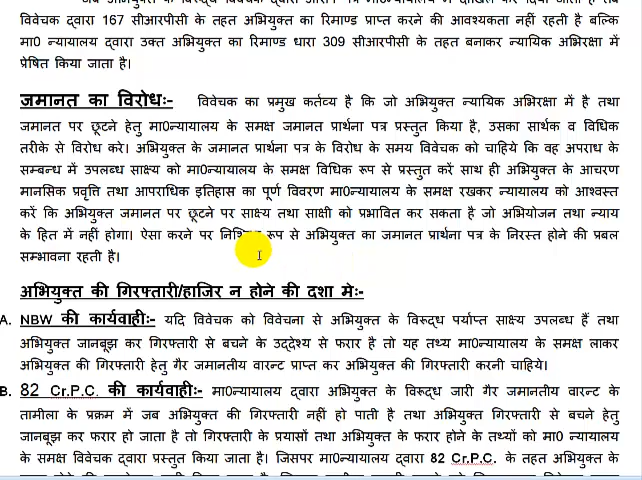 विवेचक द्वारा 167 सीआरपीसी के तहत अभियुक्त का रिमाण्ड प्राप्त करने की आवश्यकता नहीं रहती है बल्कि
मा0 न्यायालय द्वारा उक्त अभियुक्त का रिमाण्ड धारा 309 सीआरपीसी के तहत बनाकर न्यायिक अभिरक्षा में
प्रेषित किया जाता है।
जमानत का विरोधः- विवेचक का प्रमुख कर्तव्य है कि जो अभियुक्त न्यायिक अभिरक्षा में है तथा
जमानत पर छूटने हेतु मा0न्यायालय के समक्ष जमानत प्रार्थना पत्र प्रस्तुत किया है, उसका सार्थक व विधिक
तरीके से विरोध करे। अभियुक्त के जमानत प्रार्थना पत्र के विरोध के समय विवेचक को चाहिये कि वह अपराध के
सम्बन्ध में उपलब्ध साक्ष्य को मा0न्यायालय के समक्ष विधिक रूप से प्रस्तुत करें साथ ही अभियुक्त के आचरण
मानसिक प्रवृत्ति तथा आपराधिक इतिहास का पूर्ण विवरण मा0न्यायालय के समक्ष रखकर न्यायालय को आश्वस्त
करें कि अभियुक्त जमानत पर छूटने पर साक्ष्य तथा साक्षी को प्रभावित कर सकता है जो अभियोजन तथा न्याय
के हित में नहीं होगा। ऐसा करने पर रूप से अभियुक्त का जमानत प्रार्थना पत्र के निरस्त होने की प्रबल
सम्भावना रहती है।
अभियुक्त की गिरफ्तारी/हाजिर न होने की दशा मेः-
A. NBW की कार्यवाहीः- यदि विवेचक को विवेचना से अभियुक्त के विरूद्ध पर्याप्त साक्ष्य उपलब्ध हैं तथा
अभियुक्त जानबूझ कर गिरफ्तारी से बचने के उद्देश्य से फरार है तो यह तथ्य मा0न्यायालय के समक्ष लाकर
अभियुक्त की गिरफ्तारी हेतु गैर जमानतीय वारन्ट प्राप्त कर अभियुक्त की गिरफ्तारी करनी चाहिये।
B. 82 Cr.P.C. की कार्यवाहीः- मा0न्यायालय द्वारा अभियुक्त के विरूद्ध जारी गैर जमानतीय वारन्ट के
तामीला के प्रक्रम में जब अभियुक्त की गिरफ्तारी नहीं हो पाती है तथा अभियुक्त गिरफ्तारी से बचने हेतु
जानबूझ कर फरार हो जाता है तो गिरफ्तारी के प्रयासों तथा अभियुक्त के फरार होने के तथ्यों को मा0 न्यायालय
के समक्ष विवेचक द्वारा प्रस्तुत किया जाता है। जिसपर मा0न्यायालय द्वारा 82 Cr.P.C. के तहत अभियुक्त के